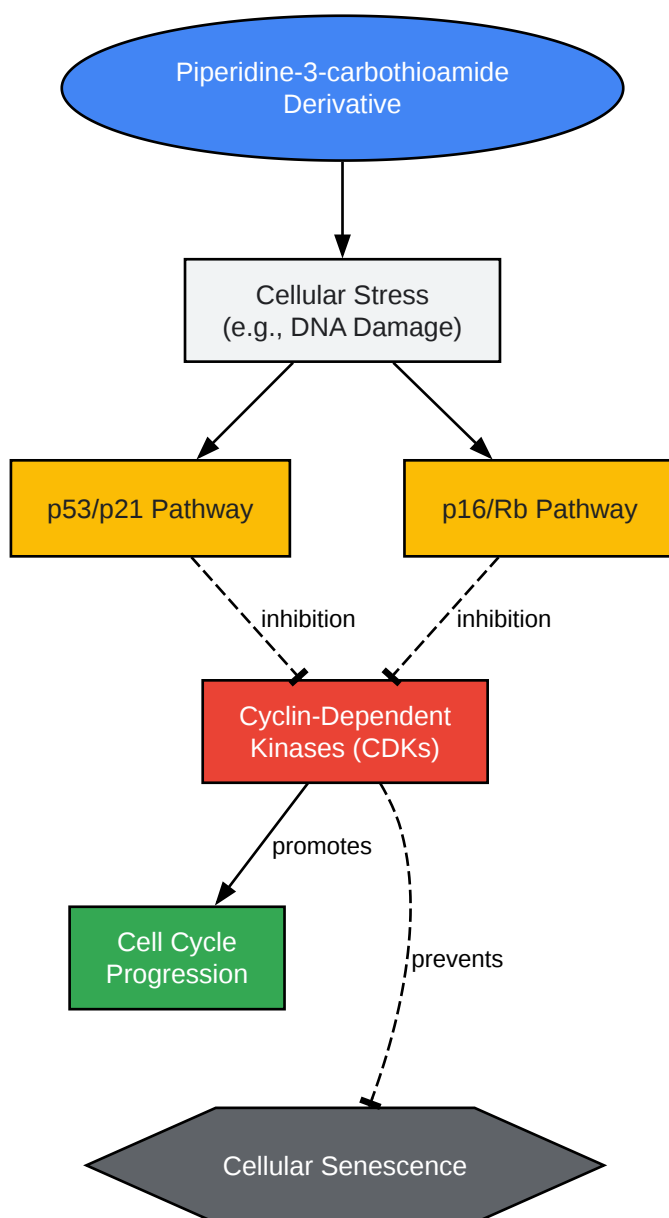 Piperidine-3-carbothioamide
Derivative
Cellular Stress
(e.g., DNA Damage)
p53/p21 Pathway
p16/Rb Pathway
inhibition
inhibition
Cyclin-Dependent
Kinases (CDKs)
promotes
Cell Cycle
Progression
prevents
Cellular Senescence